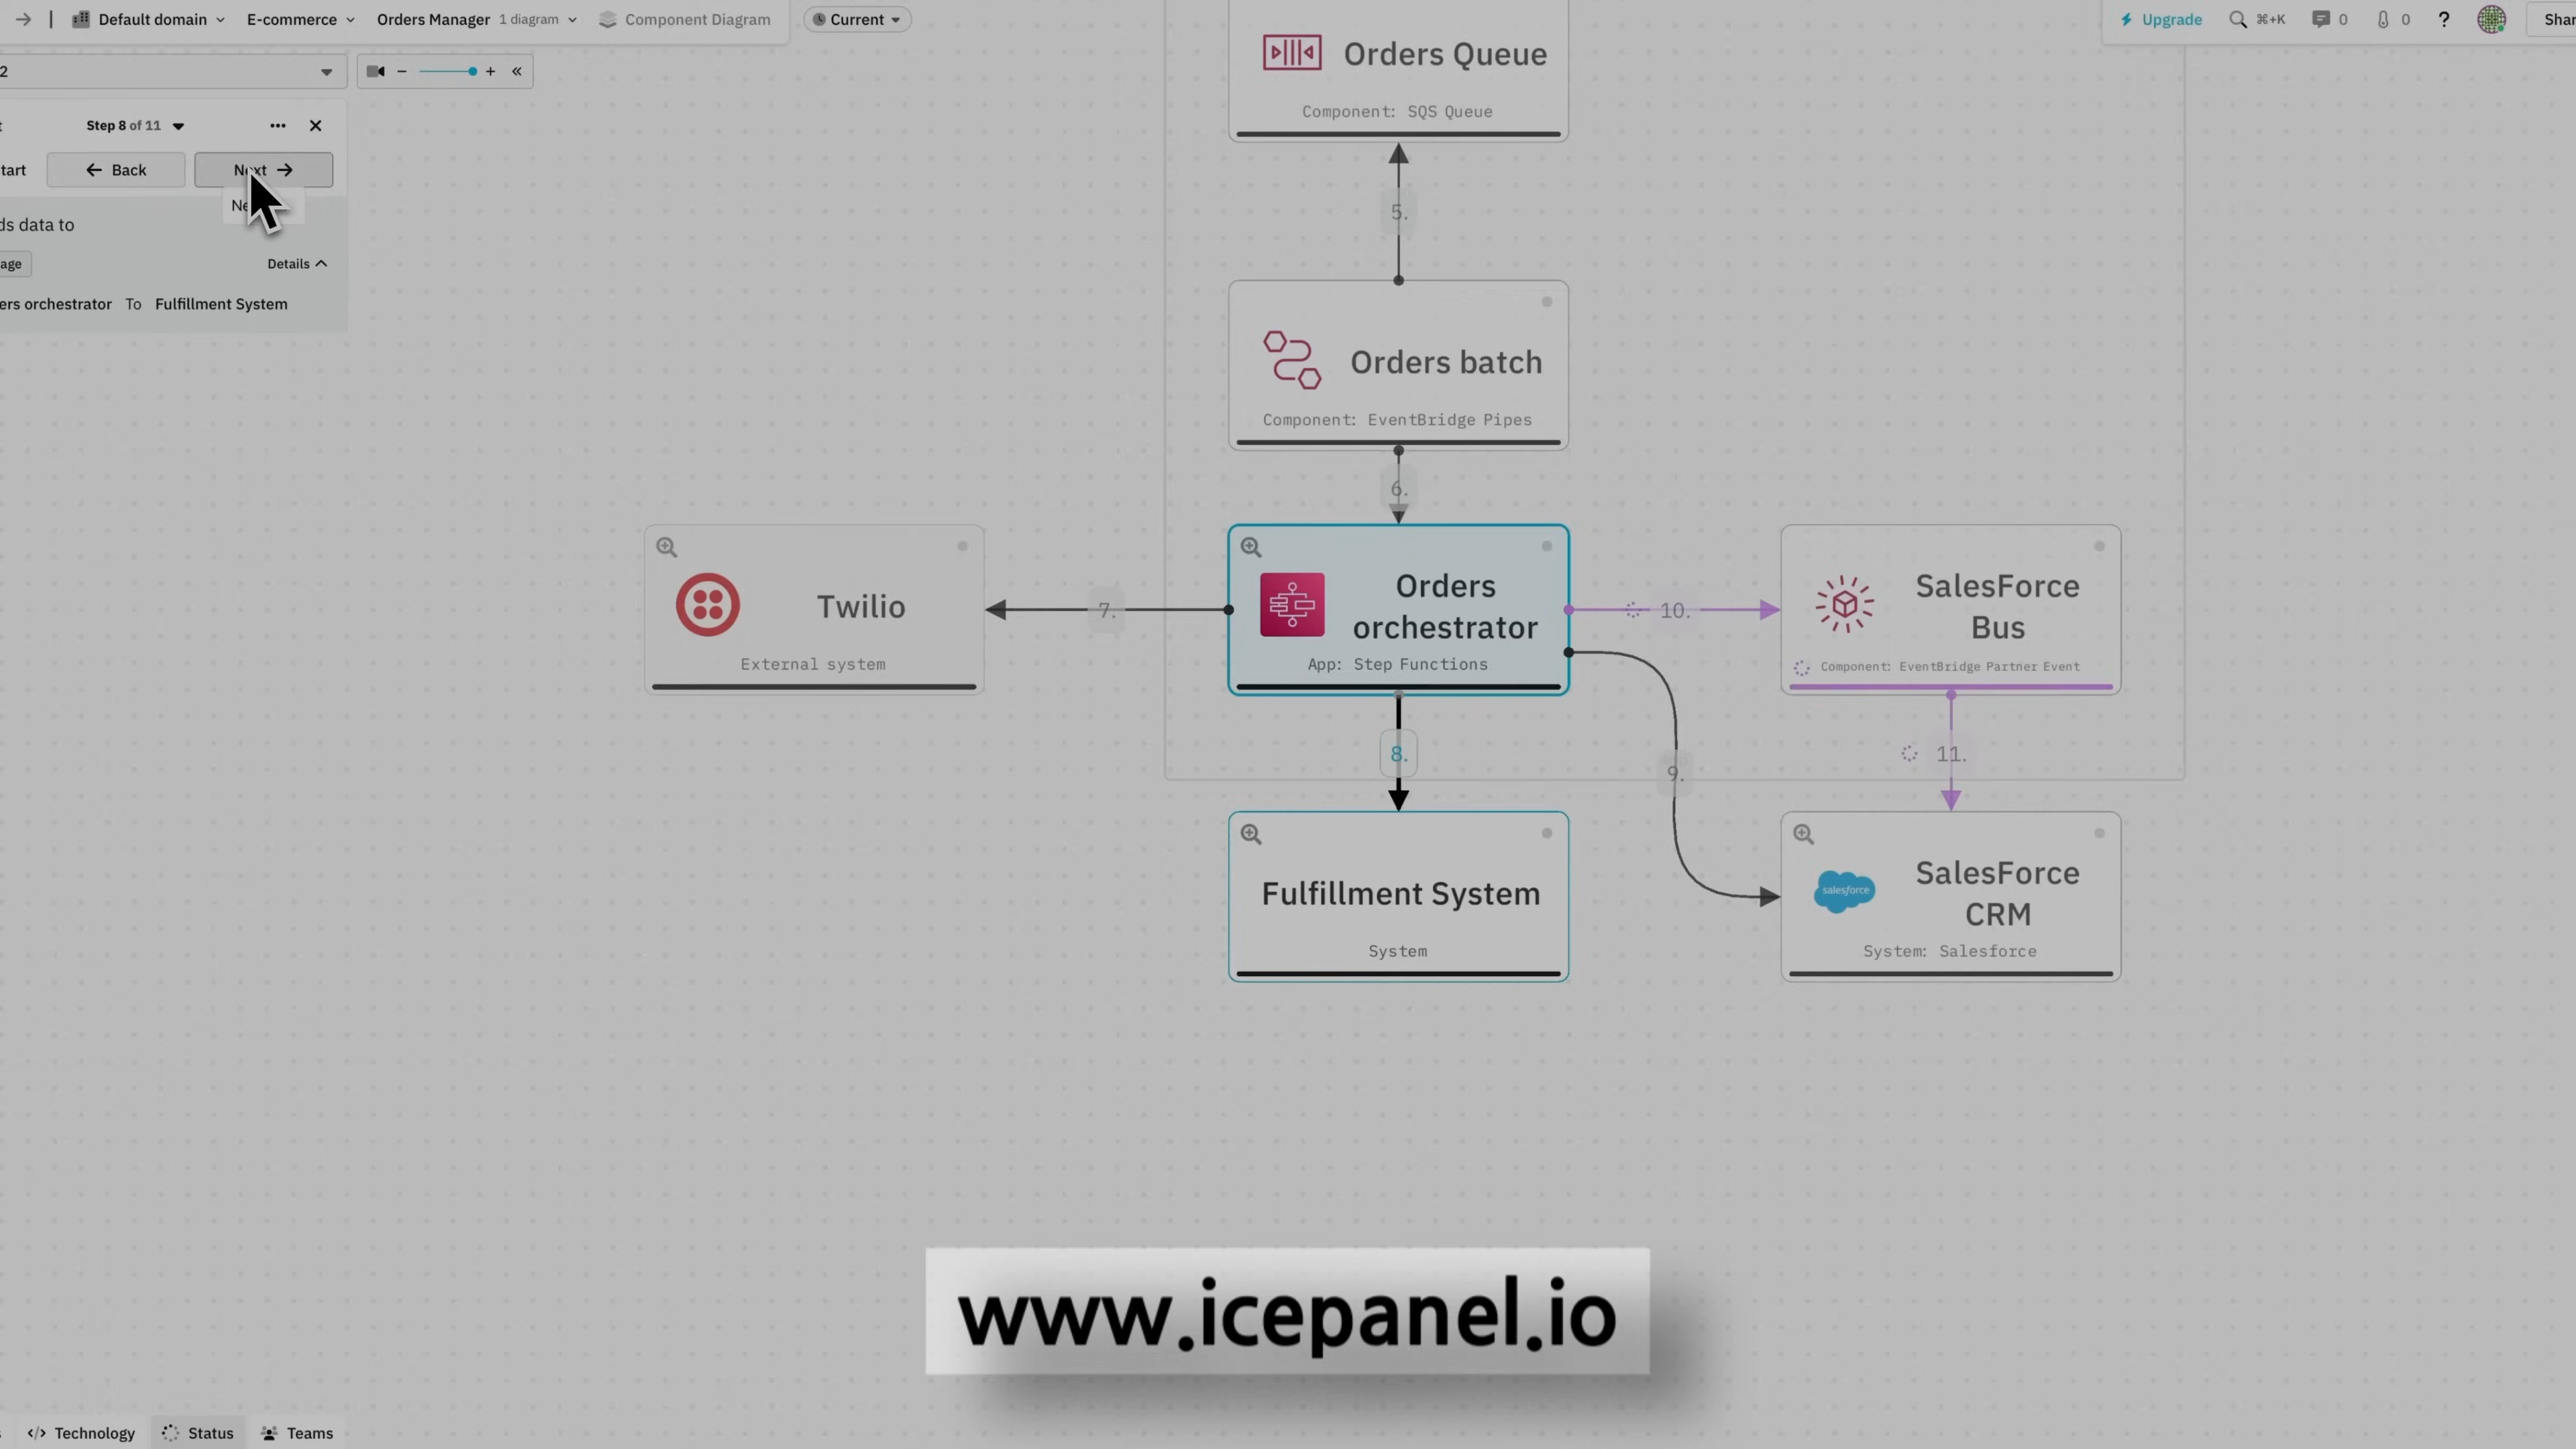 Default domain E-commerce Orders Manager 1 diagram Component Diagram Current
Upgrade ⌘+K 0 0 ? Shar
2
Step 8 of 11
tart Back Next
Ne
ds data to
age Details
ers orchestrator To Fulfillment System
Orders Queue
Component: SQS Queue
5.
Orders batch
Component: EventBridge Pipes
6.
Twilio
External system
7.
Orders
orchestrator
App: Step Functions
10.
SalesForce
Bus
Component: EventBridge Partner Event
8.
9.
11.
Fulfillment System
System
salesforce
SalesForce
CRM
System: Salesforce
www.icepanel.io
Technology Status Teams